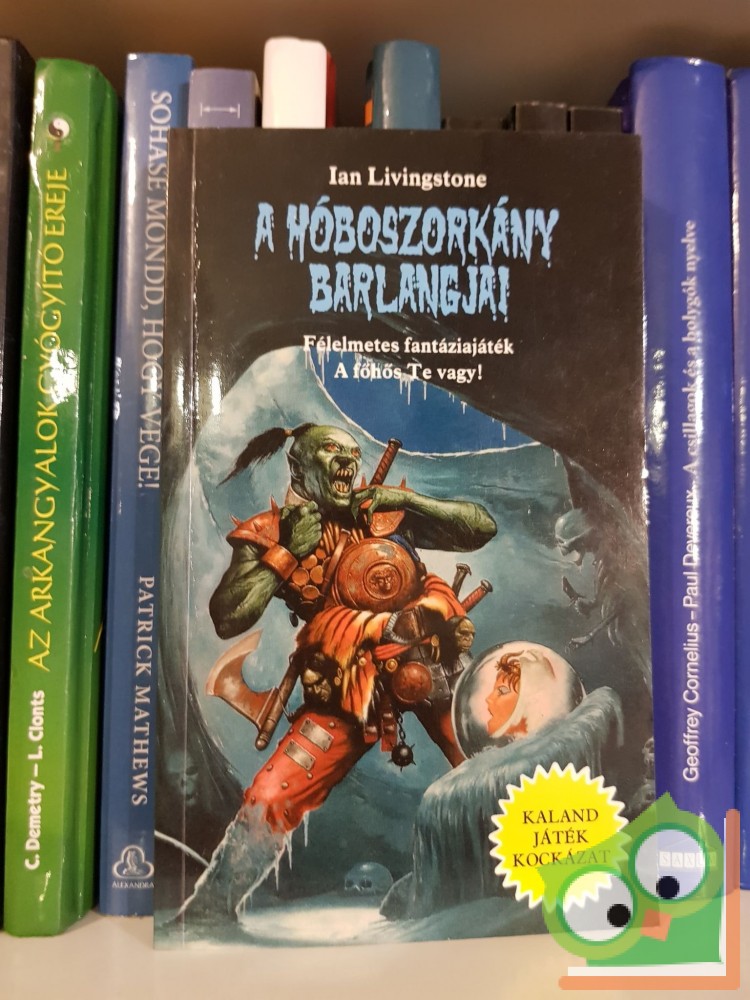 Ian Livingstone
A HÓBOSZORKÁNY
BARLANGJAI
Félelmetes fantáziajáték
A főhős Te vagy!
KALAND
JÁTÉK
KOCKÁZAT
C. Demetry – L. Clonts AZ ARKANGYALOK GYÓGYÍTÓ EREJE
PATRICK MATHEWS SOHASE MONDD, HOGY VÉGE!
ALEXANDRA
Geoffrey Cornelius – Paul Devereux – A csillagok és a bolygók nyelve